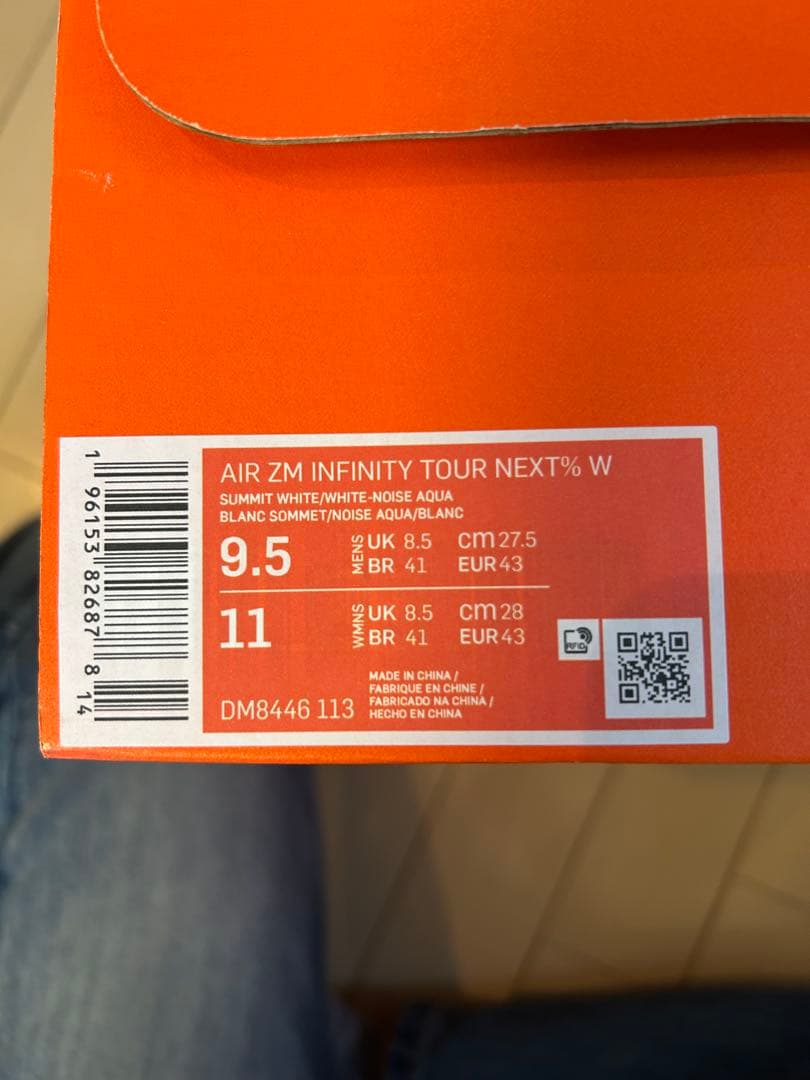 AIR ZM INFINITY TOUR NEXT% W
SUMMIT WHITE/WHITE-NOISE AQUA
BLANC SOMMET/NOISE AQUA/BLANC
9.5 MENS UK 8.5 cm 27.5
BR 41 EUR 43
11 WMNS UK 8.5 cm 28
BR 41 EUR 43
RFID
DM8446 113
MADE IN CHINA /
FABRIQUE EN CHINE /
FABRICADO NA CHINA /
HECHO EN CHINA
1 96153 82687 8 14